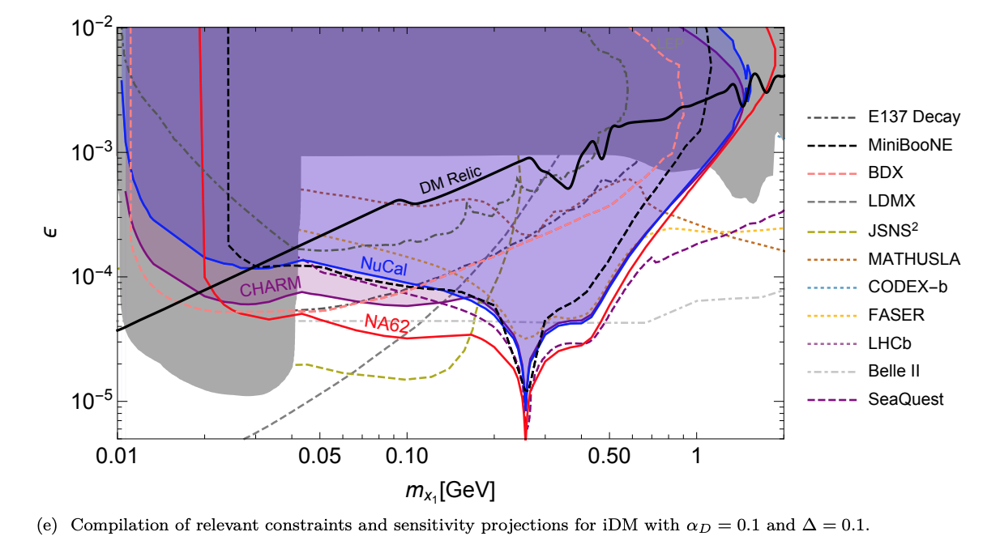 10⁻²
10⁻³
10⁻⁴
10⁻⁵
ε
0.01
0.05
0.10
0.50
1
mₓ₁[GeV]
LEP
DM Relic
NuCal
CHARM
NA62
E137 Decay
MiniBooNE
BDX
LDMX
JSNS²
MATHUSLA
CODEX−b
FASER
LHCb
Belle II
SeaQuest
(e) Compilation of relevant constraints and sensitivity projections for iDM with α_D = 0.1 and Δ = 0.1.